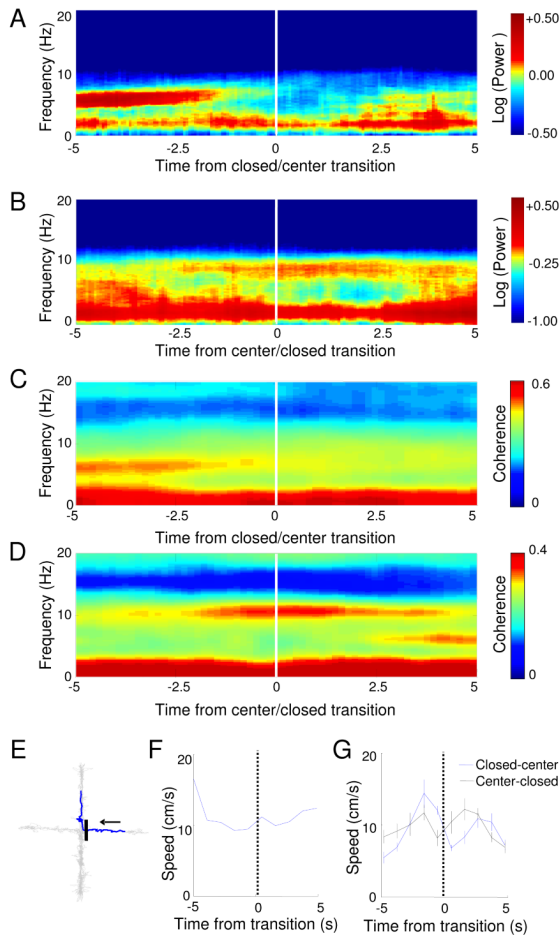 A
Frequency (Hz)
20
10
0
-5
-2.5
0
2.5
5
Time from closed/center transition
+0.50
0.00
-0.50
Log (Power )
B
Frequency (Hz)
20
10
0
-5
-2.5
0
2.5
5
Time from center/closed transition
+0.50
-0.25
-1.00
Log (Power )
C
Frequency (Hz)
20
10
0
-5
-2.5
0
2.5
5
Time from closed/center transition
0.6
0
Coherence
D
Frequency (Hz)
20
10
0
-5
-2.5
0
2.5
5
Time from center/closed transition
0.4
0
Coherence
E
F
Speed (cm/s)
20
10
0
-5
0
5
Time from transition (s)
G
Closed-center
Center-closed
Speed (cm/s)
20
10
0
-5
0
5
Time from transition (s)